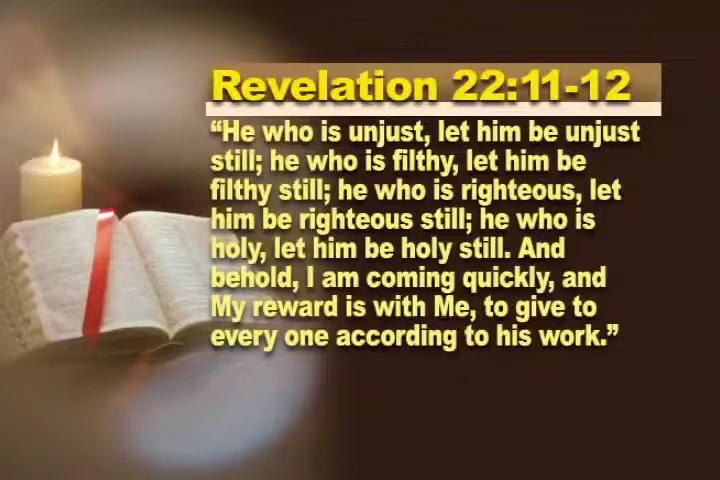 Revelation 22:11-12
“He who is unjust, let him be unjust
still; he who is filthy, let him be
filthy still; he who is righteous, let
him be righteous still; he who is
holy, let him be holy still. And
behold, I am coming quickly, and
My reward is with Me, to give to
every one according to his work.”